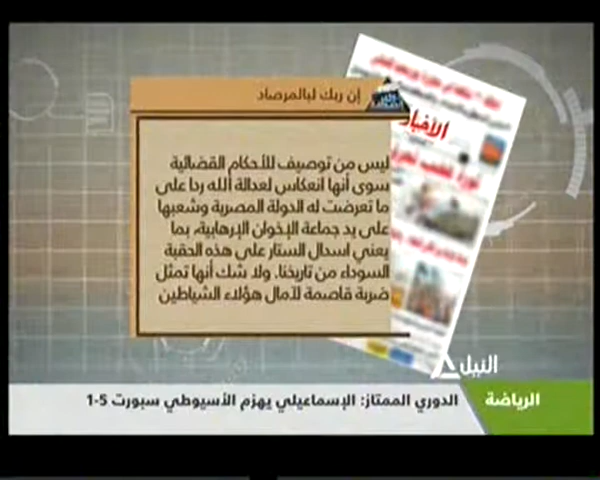 إن ربك لبالمرصاد
الأخبار
ليس من توصيف للأحكام القضائية
سوى أنها انعكاس لعدالة الله ردا على
ما تعرضت له الدولة المصرية وشعبها
على يد جماعة الإخوان الإرهابية، بما
يعني اسدال الستار على هذه الحقبة
السوداء من تاريخنا. ولا شك أنها تمثل
ضربة قاصمة لآمال هؤلاء الشياطين
النيل
الرياضة
الدوري الممتاز: الإسماعيلي يهزم الأسيوطي سبورت 5-1